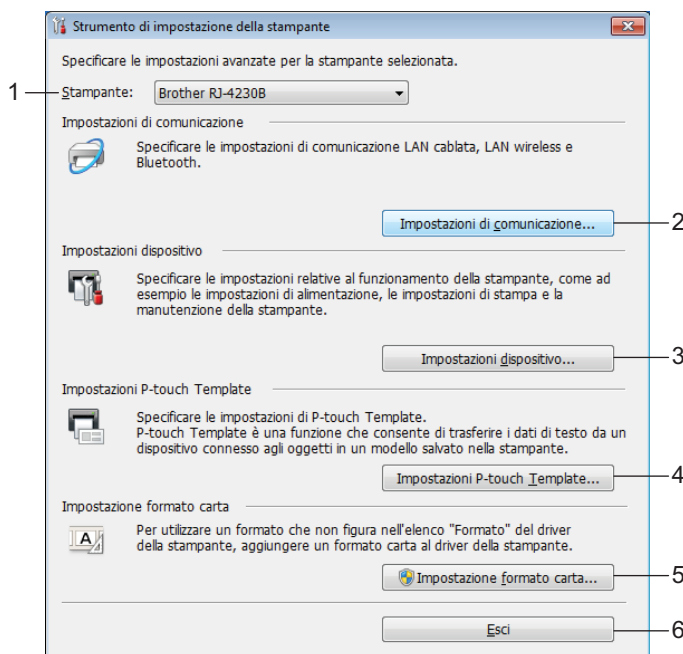 Strumento di impostazione della stampante
Specificare le impostazioni avanzate per la stampante selezionata.
1
Stampante: Brother RJ-4230B
Impostazioni di comunicazione
Specificare le impostazioni di comunicazione LAN cablata, LAN wireless e
Bluetooth.
Impostazioni di comunicazione... 2
Impostazioni dispositivo
Specificare le impostazioni relative al funzionamento della stampante, come ad
esempio le impostazioni di alimentazione, le impostazioni di stampa e la
manutenzione della stampante.
Impostazioni dispositivo... 3
Impostazioni P-touch Template
Specificare le impostazioni di P-touch Template.
P-touch Template è una funzione che consente di trasferire i dati di testo da un
dispositivo connesso agli oggetti in un modello salvato nella stampante.
Impostazioni P-touch Template... 4
Impostazione formato carta
A
Per utilizzare un formato che non figura nell'elenco "Formato" del driver
della stampante, aggiungere un formato carta al driver della stampante.
Impostazione formato carta... 5
Esci 6